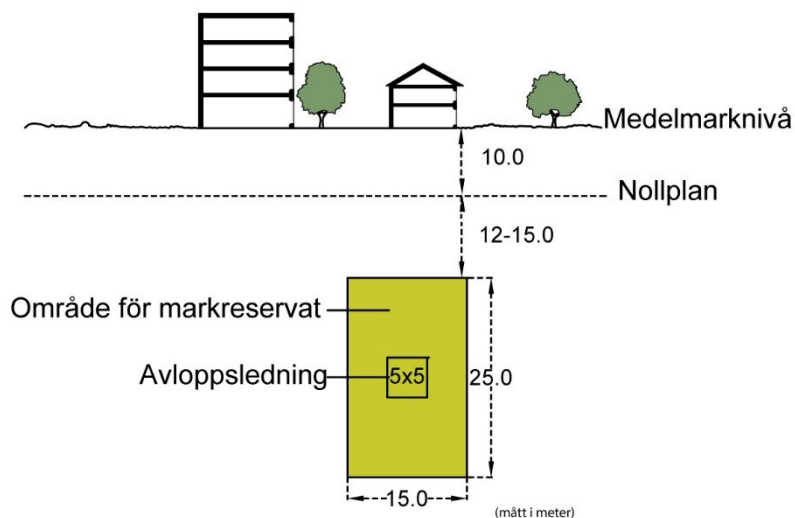 Medelmarknivå
10.0
Nollplan
12-15.0
Område för markreservat
Avloppsledning
5x5
25.0
15.0
(mått i meter)